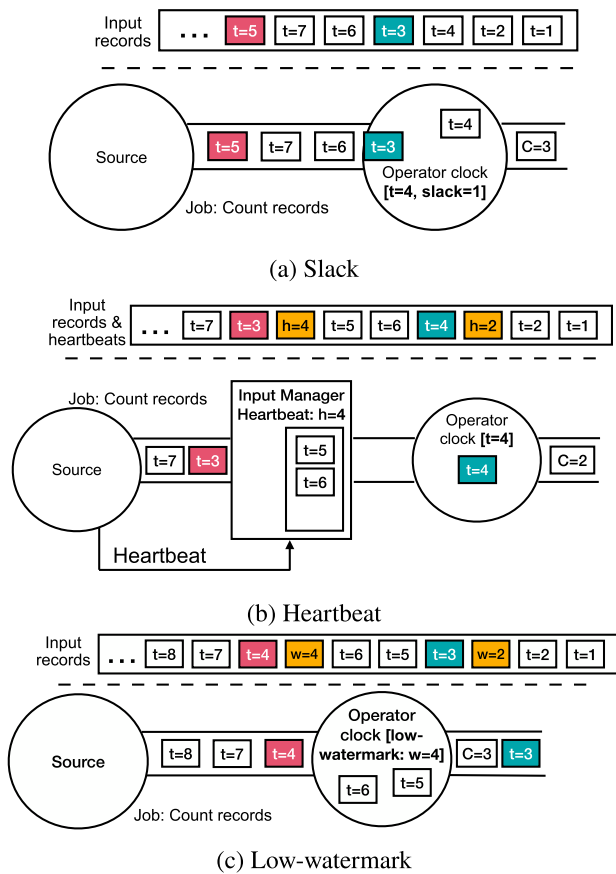 Input
records
... t=5 t=7 t=6 t=3 t=4 t=2 t=1
Source
t=5 t=7 t=6 t=3
t=4
Operator clock
[t=4, slack=1]
C=3
Job: Count records
(a) Slack
Input
records &
heartbeats
... t=7 t=3 h=4 t=5 t=6 t=4 h=2 t=2 t=1
Job: Count records
Source
t=7 t=3
Input Manager
Heartbeat: h=4
t=5
t=6
Operator
clock [t=4]
t=4
C=2
Heartbeat
(b) Heartbeat
Input
records
... t=8 t=7 t=4 w=4 t=6 t=5 t=3 w=2 t=2 t=1
Source
t=8 t=7 t=4
Operator
clock [low-
watermark: w=4]
t=6 t=5
C=3 t=3
Job: Count records
(c) Low-watermark